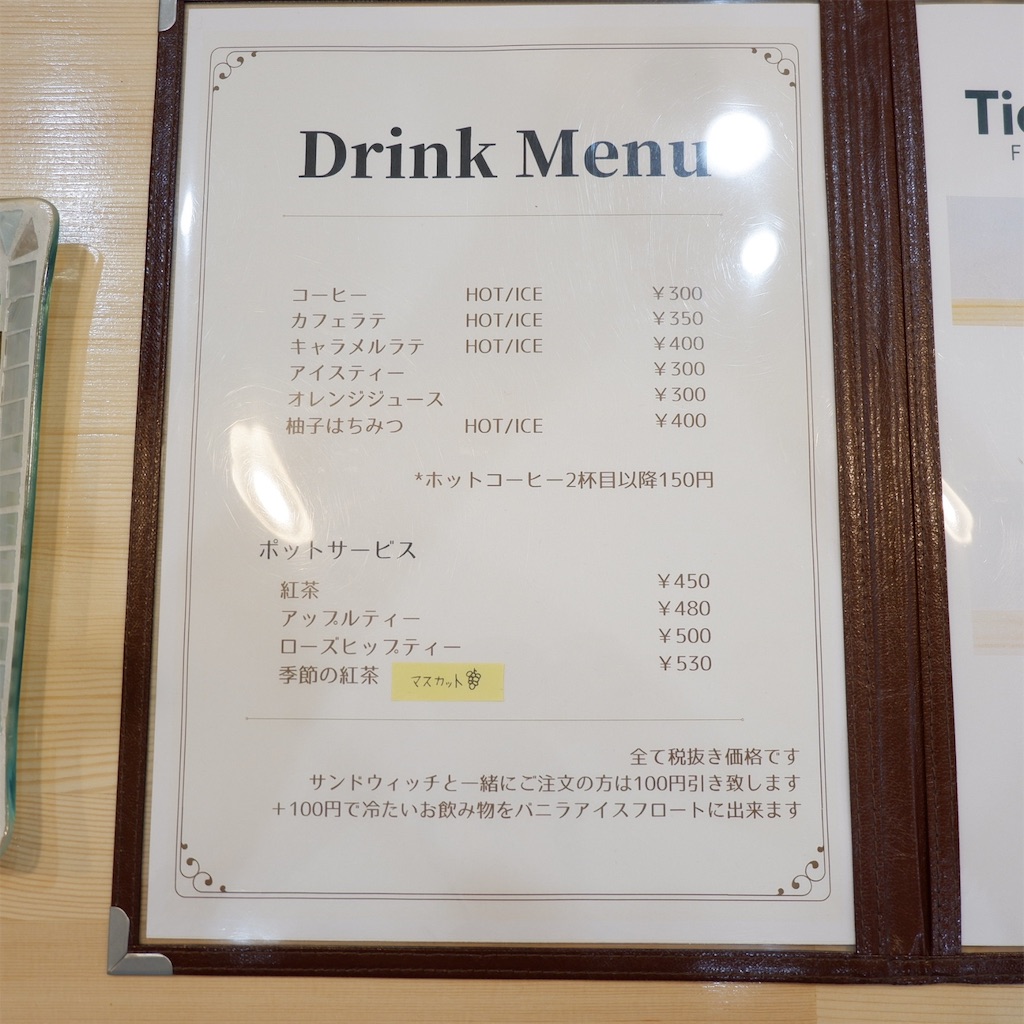 Drink Menu
コーヒー HOT/ICE ￥300
カフェラテ HOT/ICE ￥350
キャラメルラテ HOT/ICE ￥400
アイスティー ￥300
オレンジジュース ￥300
柚子はちみつ HOT/ICE ￥400
*ホットコーヒー2杯目以降150円
ポットサービス
紅茶 ￥450
アップルティー ￥480
ローズヒップティー ￥500
季節の紅茶 マスカット ￥530
全て税抜き価格です
サンドウィッチと一緒にご注文の方は100円引き致します
＋100円で冷たいお飲み物をバニラアイスフロートに出来ます